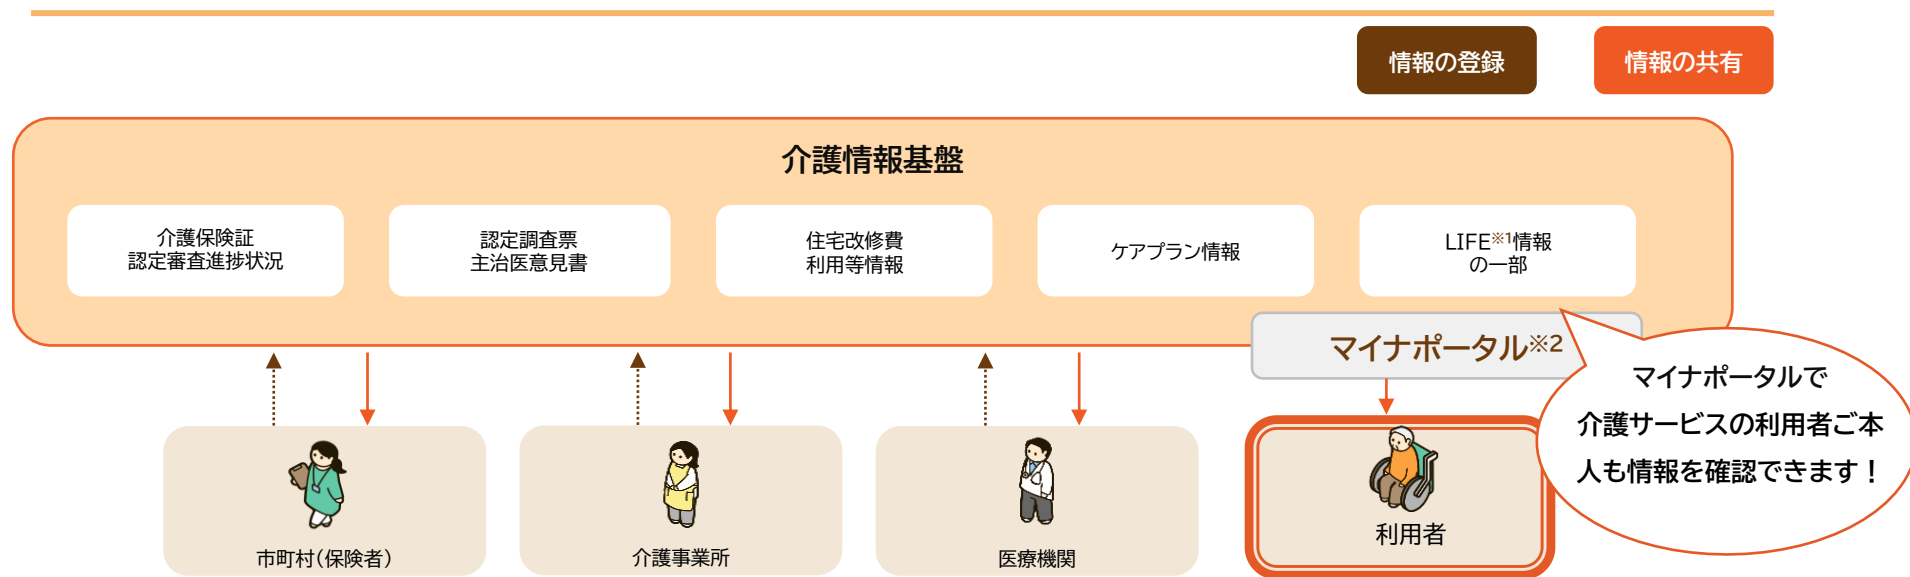 情報の登録
情報の共有
介護情報基盤
介護保険証
認定審査進捗状況
認定調査票
主治医意見書
住宅改修費
利用等情報
ケアプラン情報
LIFE※1情報
の一部
マイナポータル※2
マイナポータルで
介護サービスの利用者ご本
人も情報を確認できます！
市町村(保険者)
介護事業所
医療機関
利用者